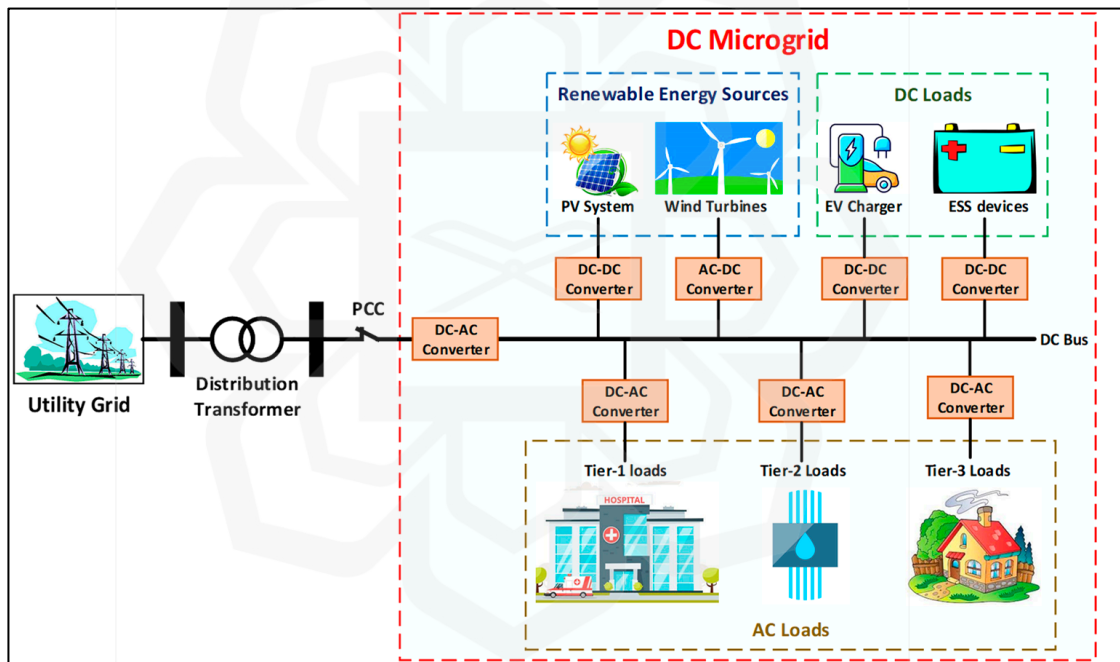 DC Microgrid
Renewable Energy Sources
DC Loads
PV System
Wind Turbines
EV Charger
ESS devices
DC-DC
Converter
AC-DC
Converter
DC-DC
Converter
DC-DC
Converter
Utility Grid
Distribution
Transformer
PCC
DC-AC
Converter
DC Bus
DC-AC
Converter
DC-AC
Converter
DC-AC
Converter
Tier-1 loads
Tier-2 Loads
Tier-3 Loads
HOSPITAL
AC Loads